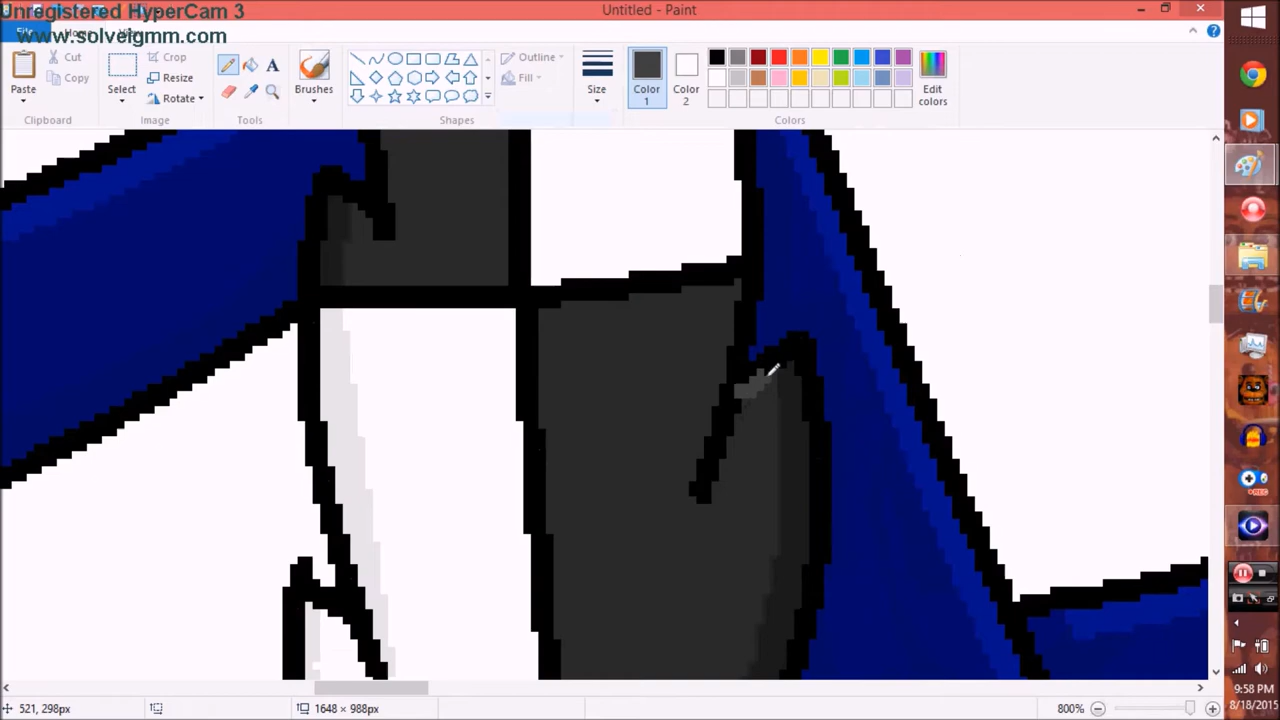 Unregistered HyperCam 3
www.solveigmm.com
Untitled - Paint
File
Paste
Cut
Copy
Clipboard
Select
Crop
Resize
Rotate
Image
A
Tools
Brushes
Outline
Fill
Shapes
Size
Color 1
Color 2
Edit colors
Colors
521, 298px
1648 × 988px
800%
+REC
9:58 PM
8/18/2015